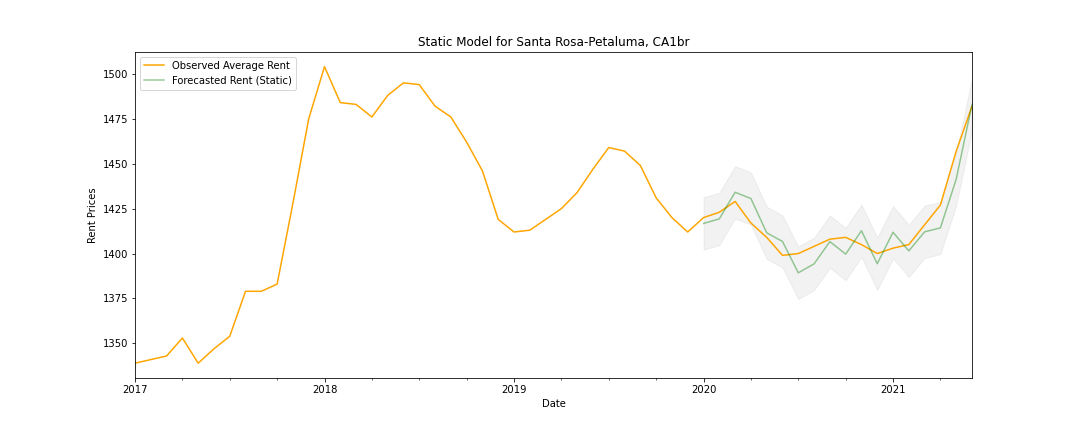 Static Model for Santa Rosa-Petaluma, CA1br
Observed Average Rent
Forecasted Rent (Static)
Rent Prices
1500
1475
1450
1425
1400
1375
1350
2017 2018 2019 2020 2021
Date